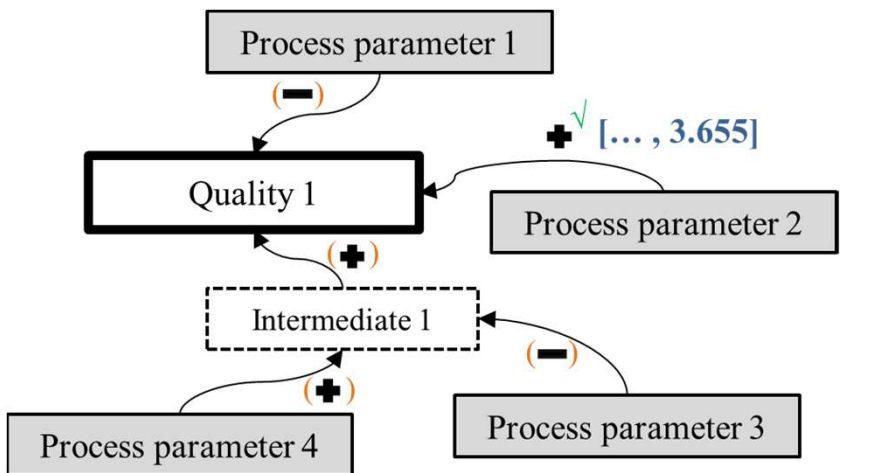 Process parameter 1
(−)
+√ [… , 3.655]
Quality 1
Process parameter 2
(+)
Intermediate 1
(−)
(+)
Process parameter 3
Process parameter 4